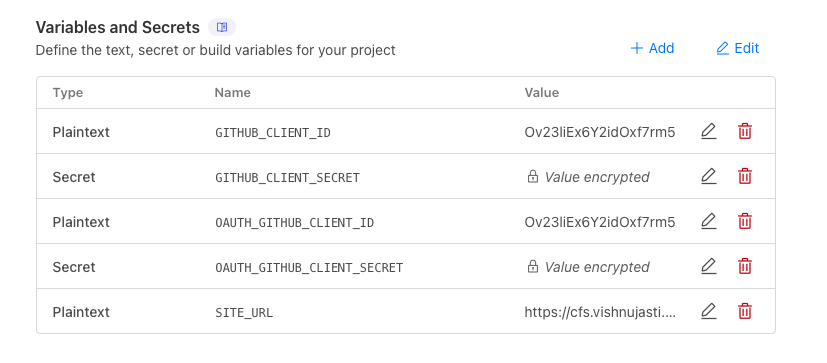 Variables and Secrets
Define the text, secret or build variables for your project
+ Add
Edit
Type Name Value
Plaintext GITHUB_CLIENT_ID Ov23liEx6Y2idOxf7rm5
Secret GITHUB_CLIENT_SECRET Value encrypted
Plaintext OAUTH_GITHUB_CLIENT_ID Ov23liEx6Y2idOxf7rm5
Secret OAUTH_GITHUB_CLIENT_SECRET Value encrypted
Plaintext SITE_URL https://cfs.vishnujasti....